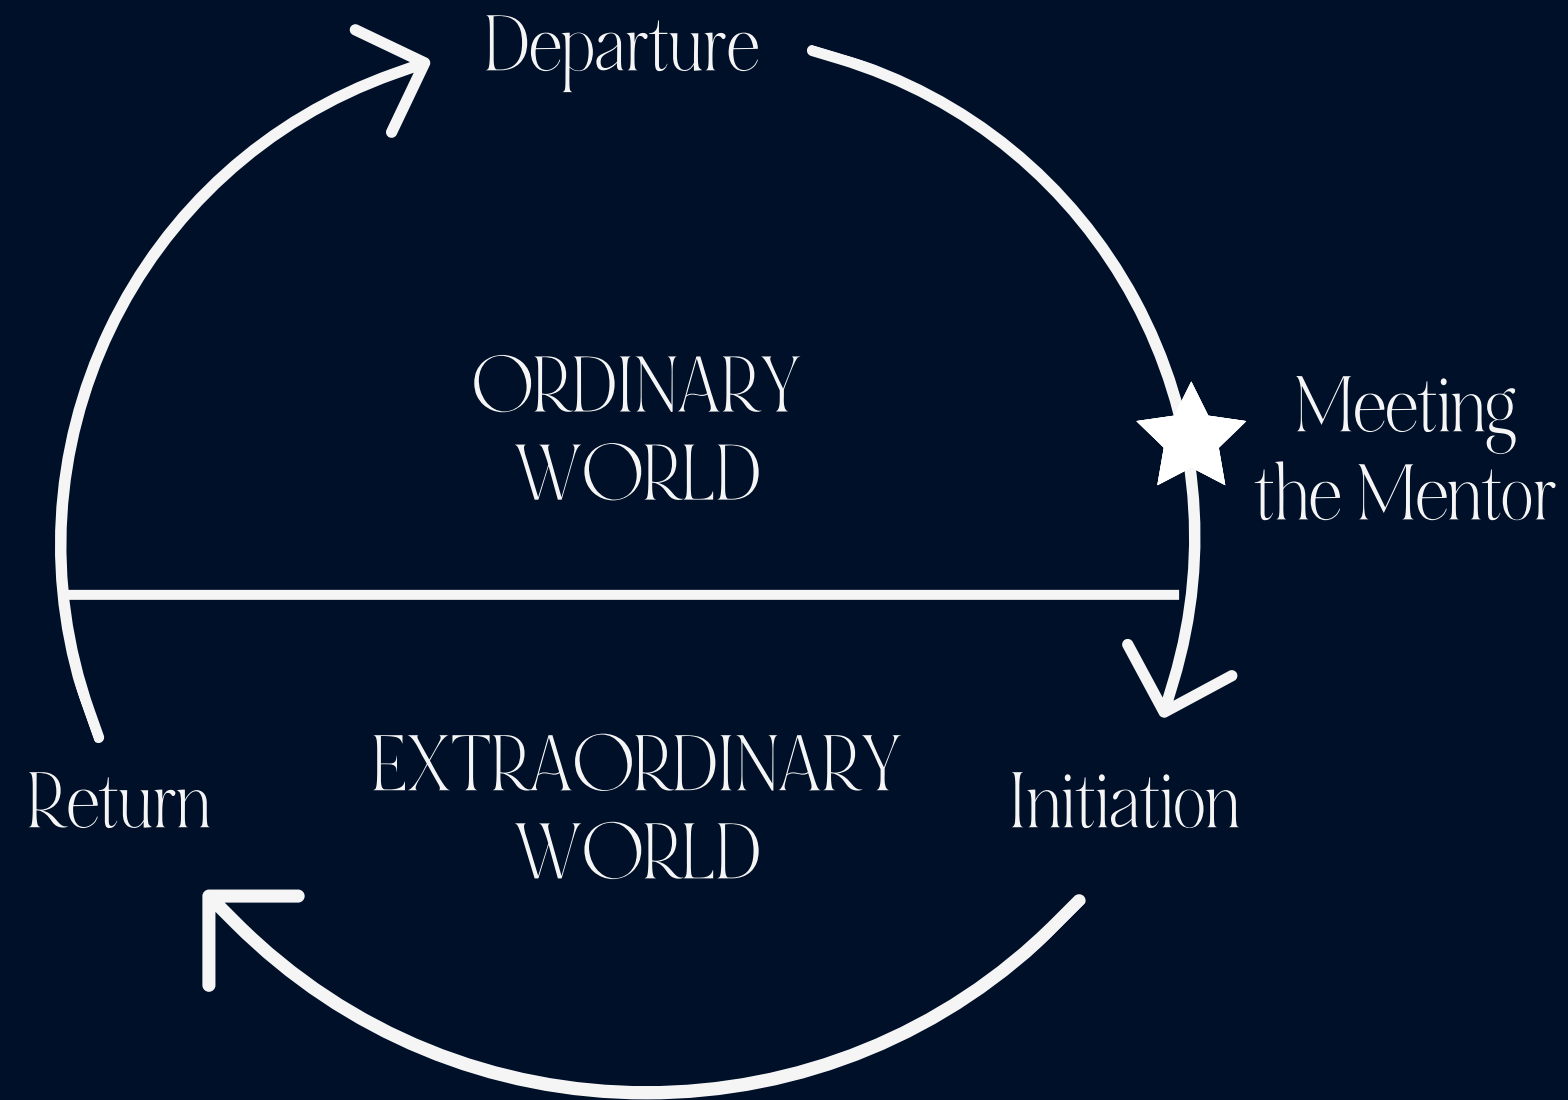 Departure
ORDINARY
WORLD
Meeting
the Mentor
EXTRAORDINARY
WORLD
Return
Initiation